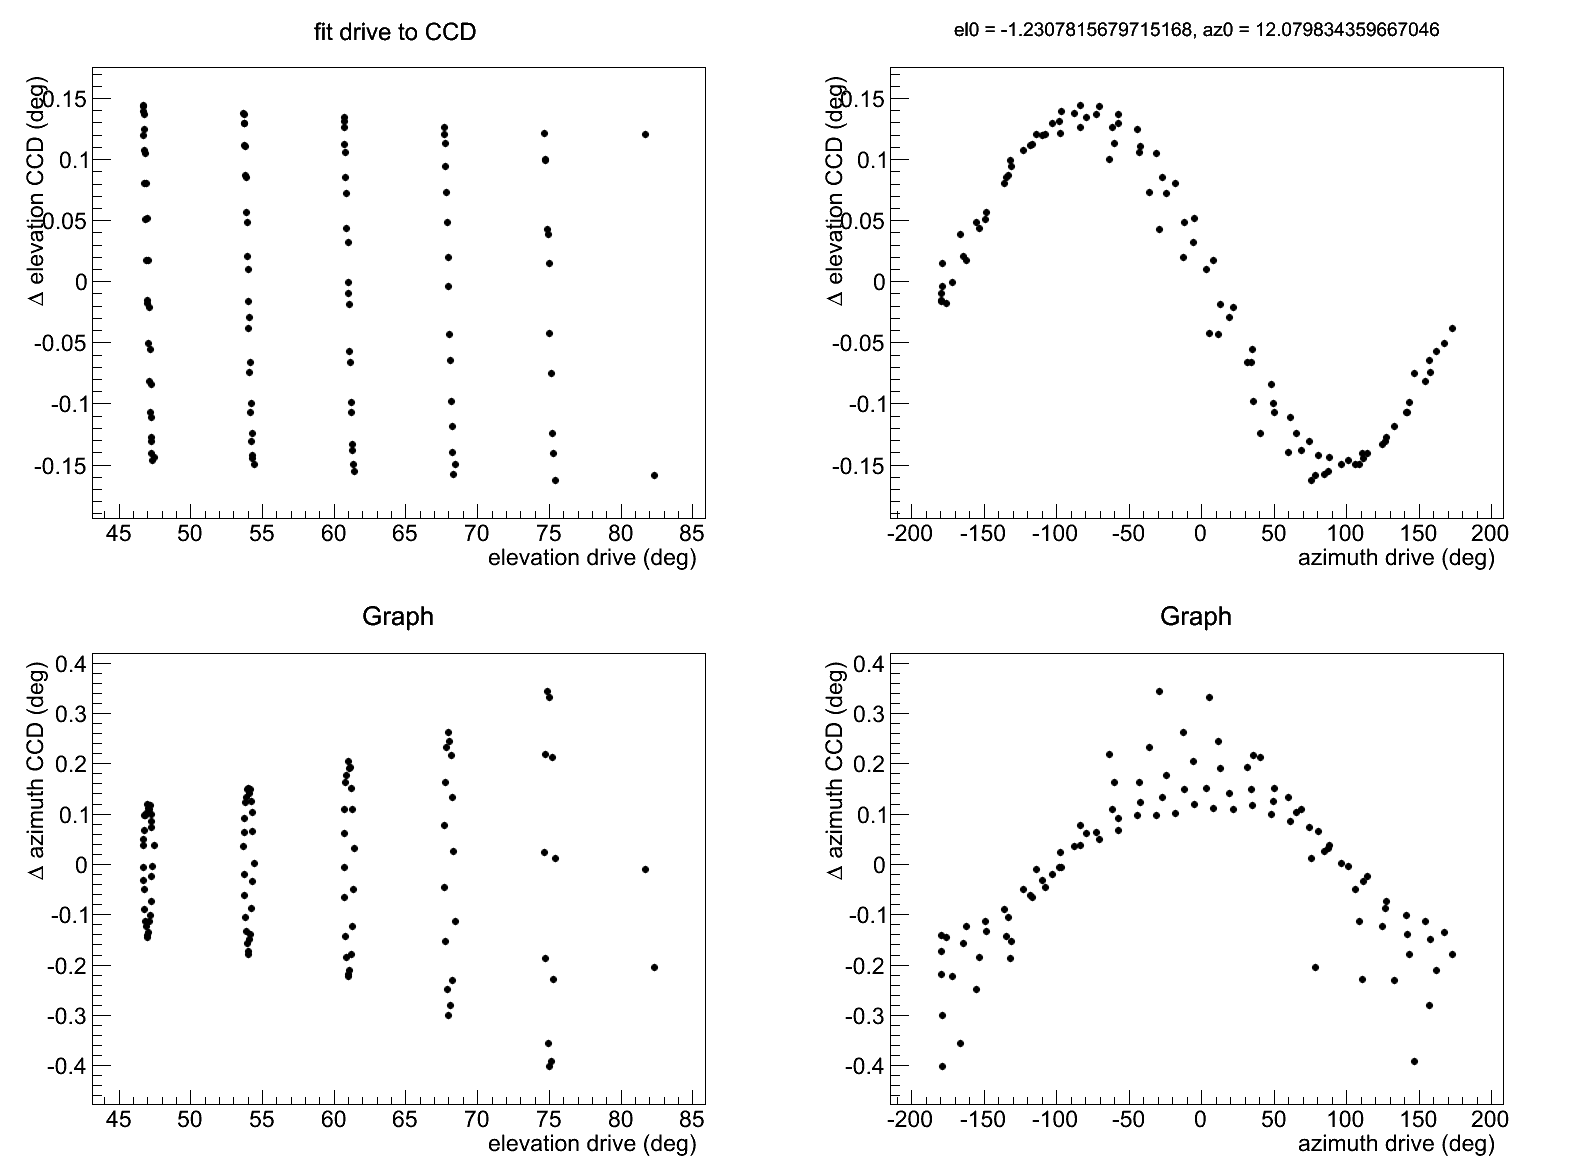 fit drive to CCD
Δ elevation CCD (deg)
0.15
0.1
0.05
0
-0.05
-0.1
-0.15
45 50 55 60 65 70 75 80 85
elevation drive (deg)
el0 = -1.2307815679715168, az0 = 12.079834359667046
Δ elevation CCD (deg)
0.15
0.1
0.05
0
-0.05
-0.1
-0.15
-200 -150 -100 -50 0 50 100 150 200
azimuth drive (deg)
Graph
Δ azimuth CCD (deg)
0.4
0.3
0.2
0.1
0
-0.1
-0.2
-0.3
-0.4
45 50 55 60 65 70 75 80 85
elevation drive (deg)
Graph
Δ azimuth CCD (deg)
0.4
0.3
0.2
0.1
0
-0.1
-0.2
-0.3
-0.4
-200 -150 -100 -50 0 50 100 150 200
azimuth drive (deg)